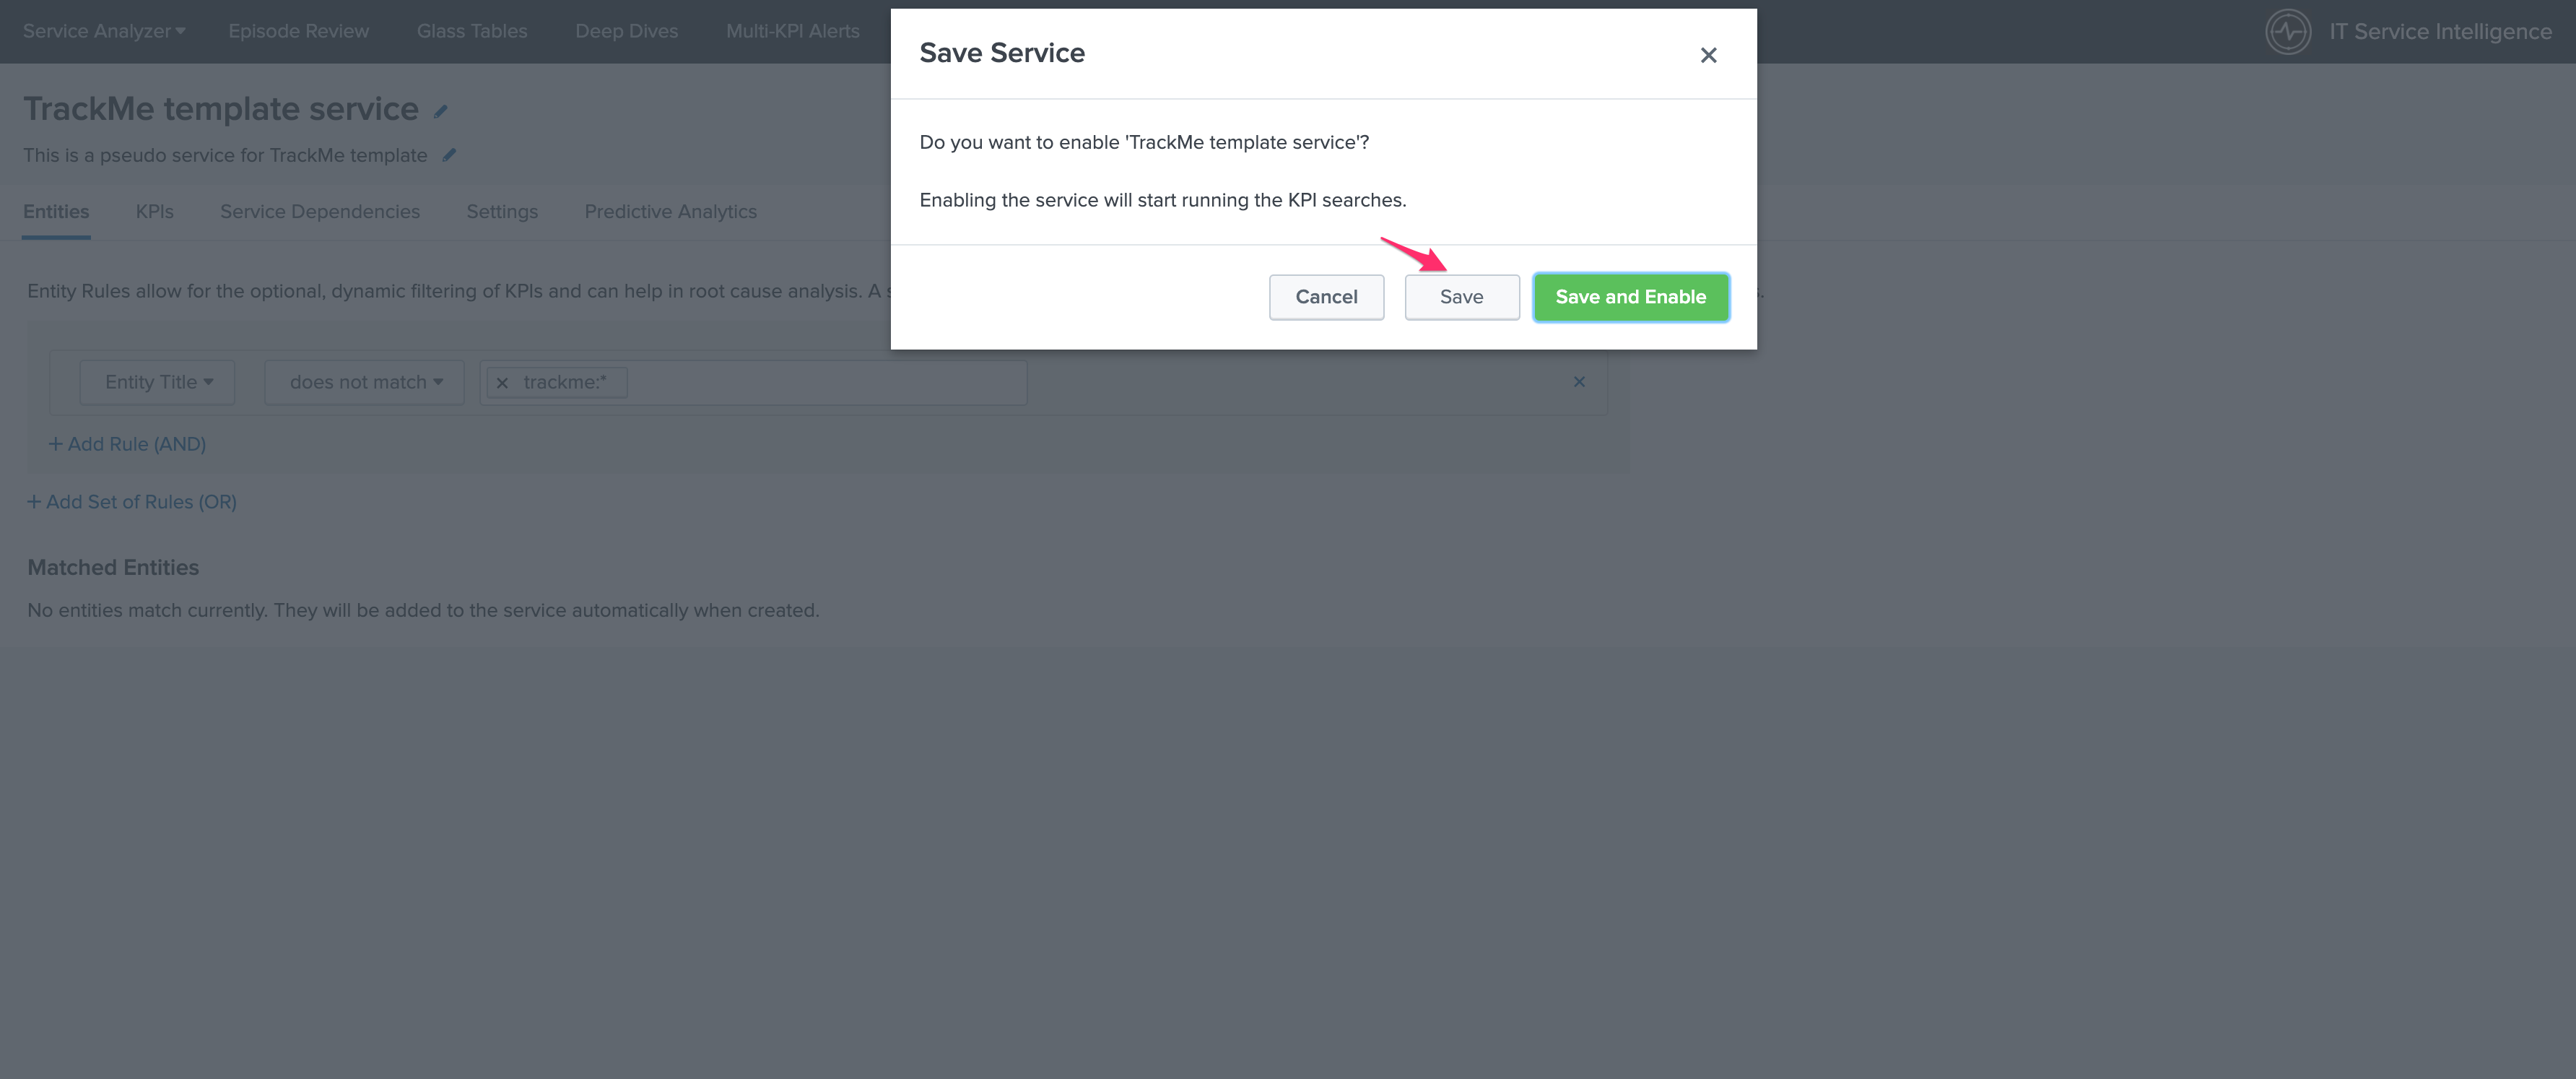 Service Analyzer Episode Review Glass Tables Deep Dives Multi-KPI Alerts IT Service Intelligence
Save Service
TrackMe template service
This is a pseudo service for TrackMe template
Do you want to enable 'TrackMe template service'?
Enabling the service will start running the KPI searches.
Entities KPIs Service Dependencies Settings Predictive Analytics
Entity Rules allow for the optional, dynamic filtering of KPIs and can help in root cause analysis. A
Cancel Save Save and Enable
Entity Title does not match trackme:*
+ Add Rule (AND)
+ Add Set of Rules (OR)
Matched Entities
No entities match currently. They will be added to the service automatically when created.